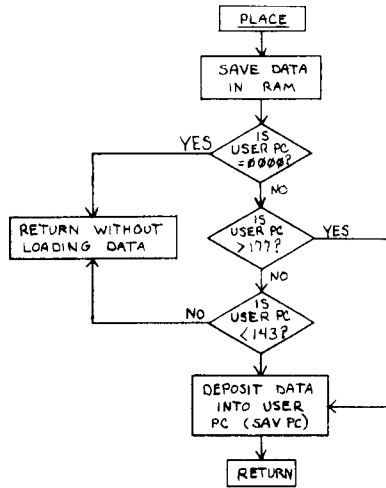 PLACE
SAVE DATA
IN RAM
YES
IS
USER PC
=0000?
NO
RETURN WITHOUT
LOADING DATA
IS
USER PC
>177?
YES
NO
NO
IS
USER PC
<143?
DEPOSIT DATA
INTO USER
PC (SAV PC)
RETURN